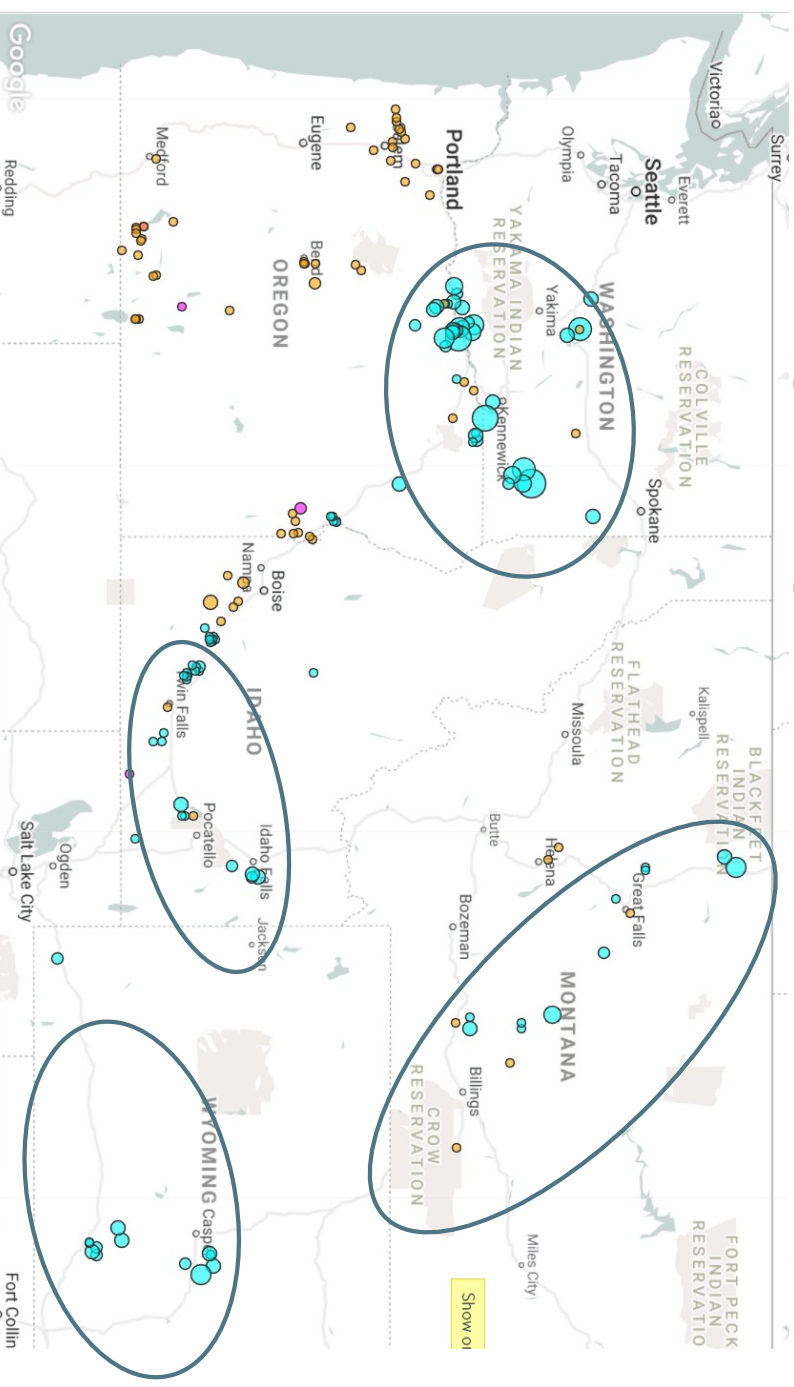 Surrey
BLACKFEET
INDIAN
RESERVATION
FORT PECK
INDIAN
RESERVATIO
Victoria
Kalispell
COLVILLE
RESERVATION
Everett
Spokane
Seattle
Great Falls
FLATHEAD
RESERVATION
Tacoma
WASHINGTON
Missoula
Olympia
MONTANA
Helena
Yakima
Miles City
YAKAMA INDIAN
RESERVATION
Kennewick
Butte
Billings
Show o
Bozeman
Portland
CROW
RESERVATION
Eugene
Bend
OREGON
Boise
Idaho Falls
Jackson
IDAHO
Nampa
Pocatello
WYOMING
Casper
Twin Falls
Medford
Ogden
Salt Lake City
Google
Fort Collin
Redding